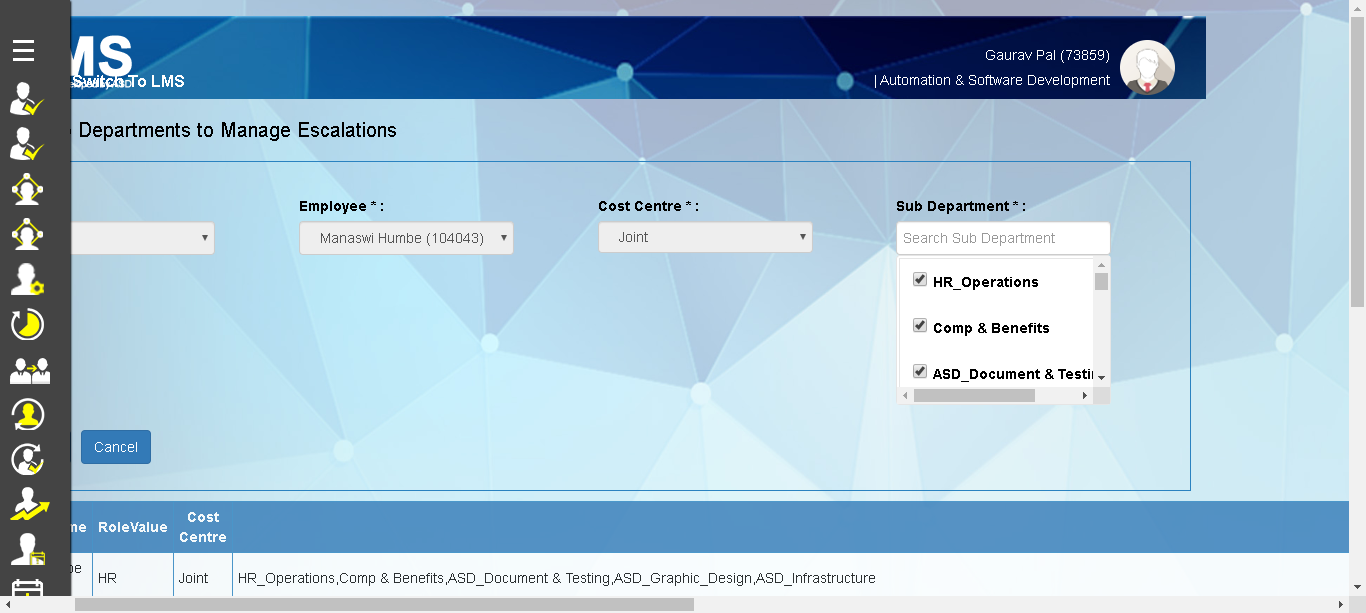 MS
Switch To LMS
Gaurav Pal (73859)
| Automation & Software Development
Departments to Manage Escalations
Employee * :
Cost Centre * :
Sub Department * :
Manaswi Humbe (104043)
Joint
Search Sub Department
HR_Operations
Comp & Benefits
ASD_Document & Testin
Cancel
me RoleValue Cost
Centre
be
HR Joint HR_Operations,Comp & Benefits,ASD_Document & Testing,ASD_Graphic_Design,ASD_Infrastructure